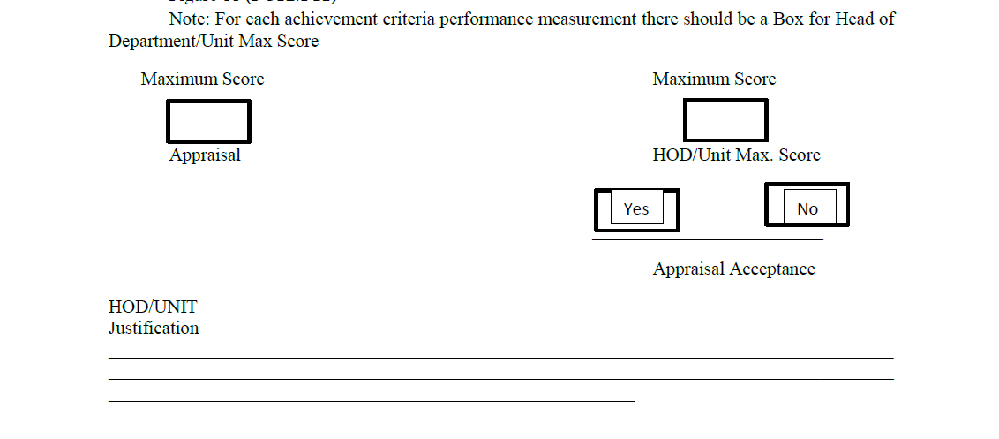 Note: For each achievement criteria performance measurement there should be a Box for Head of
Department/Unit Max Score
Maximum Score Maximum Score
Appraisal HOD/Unit Max. Score
Yes No
Appraisal Acceptance
HOD/UNIT
Justification